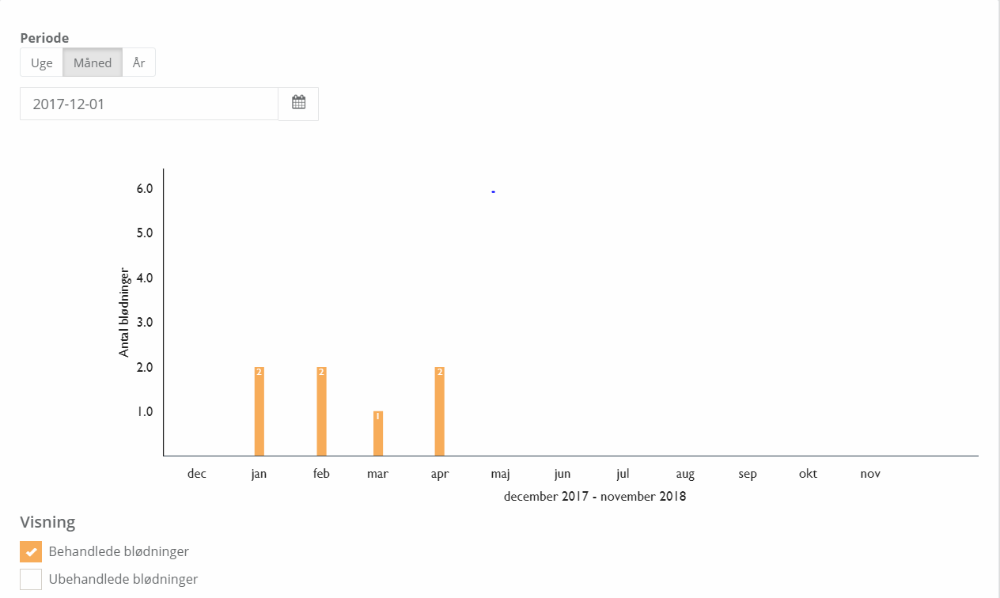 Periode
Uge Måned År
2017-12-01
6.0
5.0
4.0
3.0
2.0
1.0
Antal blødninger
2 2 1 2
dec jan feb mar apr maj jun jul aug sep okt nov
december 2017 - november 2018
Visning
Behandlede blødninger
Ubehandlede blødninger